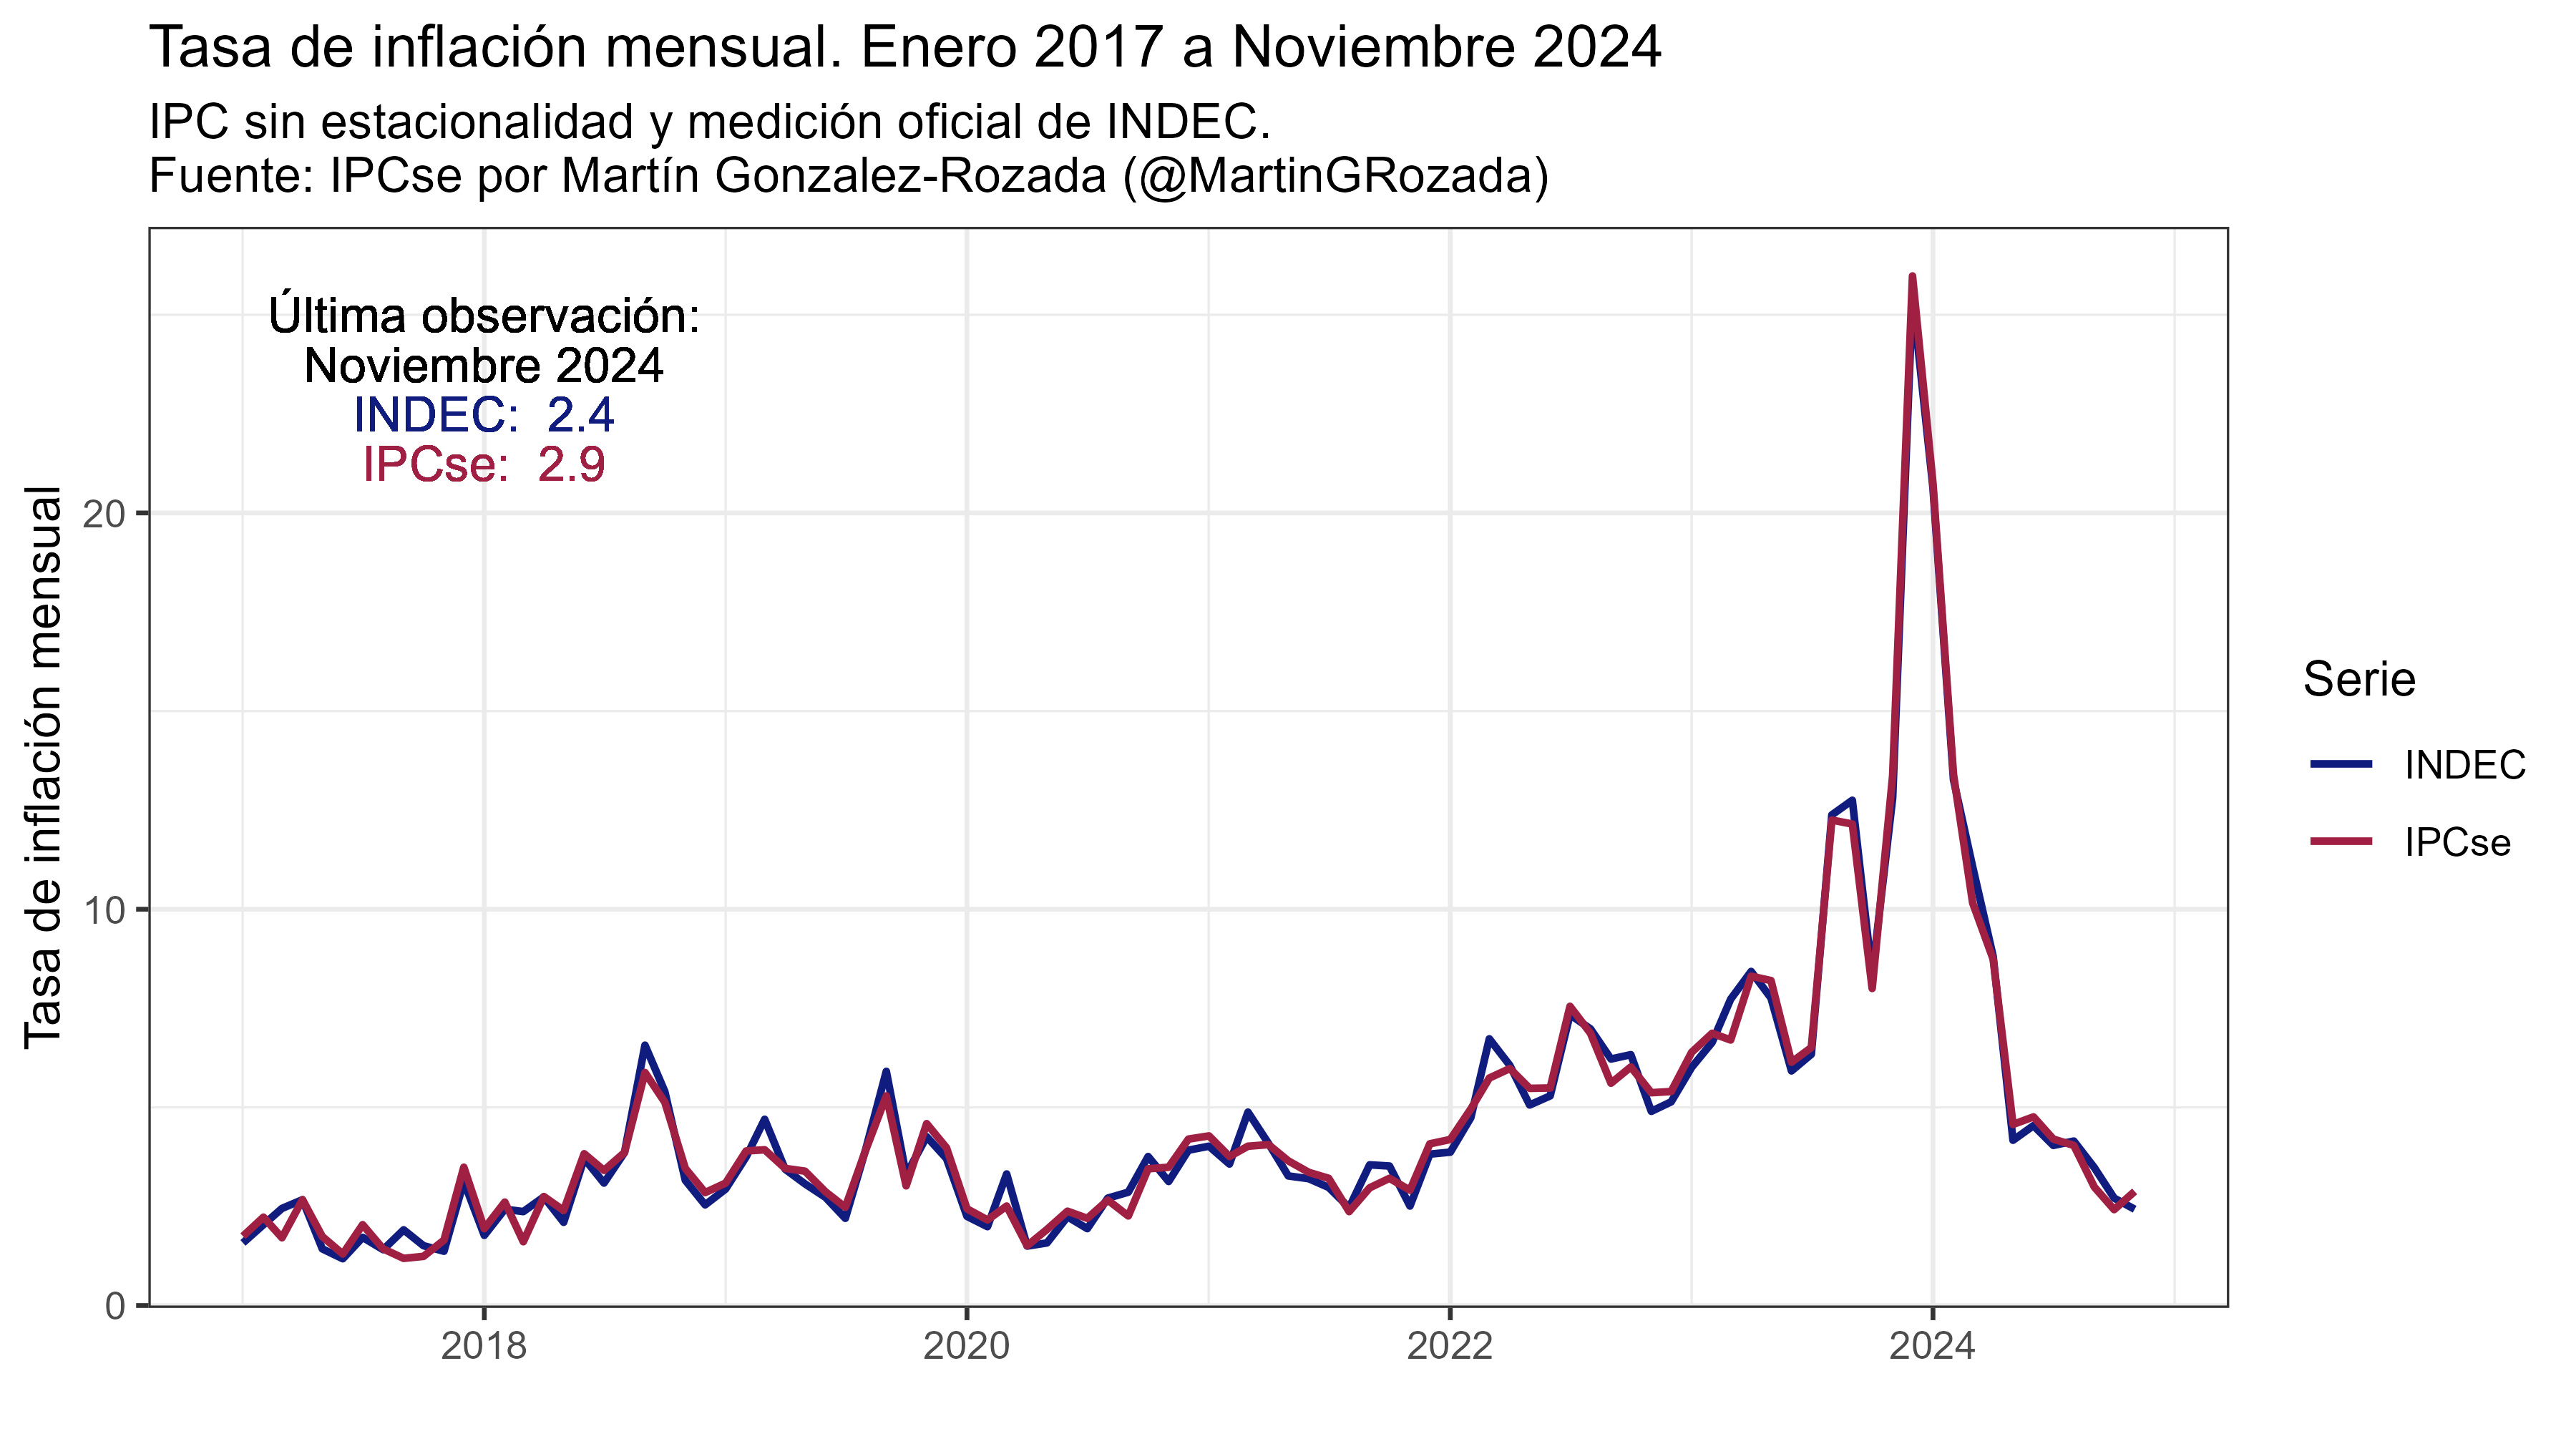 Tasa de inflación mensual. Enero 2017 a Noviembre 2024
IPC sin estacionalidad y medición oficial de INDEC.
Fuente: IPCse por Martín Gonzalez-Rozada (@MartinGRozada)
Última observación:
Noviembre 2024
INDEC: 2.4
IPCse: 2.9
Tasa de inflación mensual
20
10
0
2018
2020
2022
2024
Serie
INDEC
IPCse